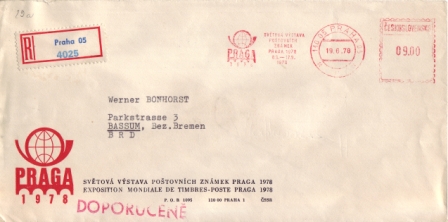 R
Praha 05
4025
PRAGA
1978
SVĚTOVÁ VÝSTAVA
POŠTOVNÍCH
ZNÁMEK
PRAGA 1978
1978
PRAHA
ČESKOSLOVENSKO
09.00
Werner BONHORST
Parkstrasse 3
BASSUM, Bez.Bremen
B R D
PRAGA
1978
SVĚTOVÁ VÝSTAVA POŠTOVNÍCH ZNÁMEK PRAGA 1978
EXPOSITION MONDIALE DE TIMBRES-POSTE PRAGA 1978
P. O. B 110 00 PRAHA 1 ČSSR
DOPORUČENĚ